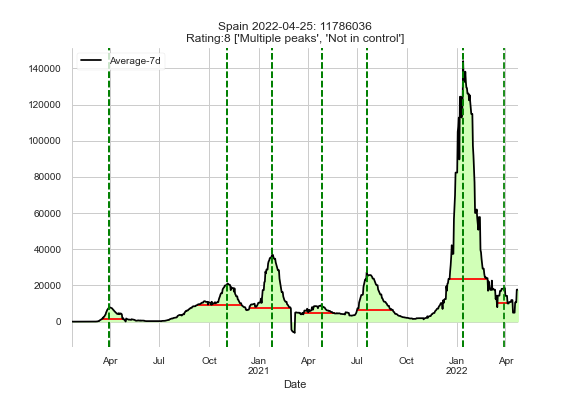 Spain 2022-04-25: 11786036
Rating:8 ['Multiple peaks', 'Not in control']
Average-7d
140000
120000
100000
80000
60000
40000
20000
0
Apr Jul Oct Jan Apr Jul Oct Jan Apr
2021 2022
Date